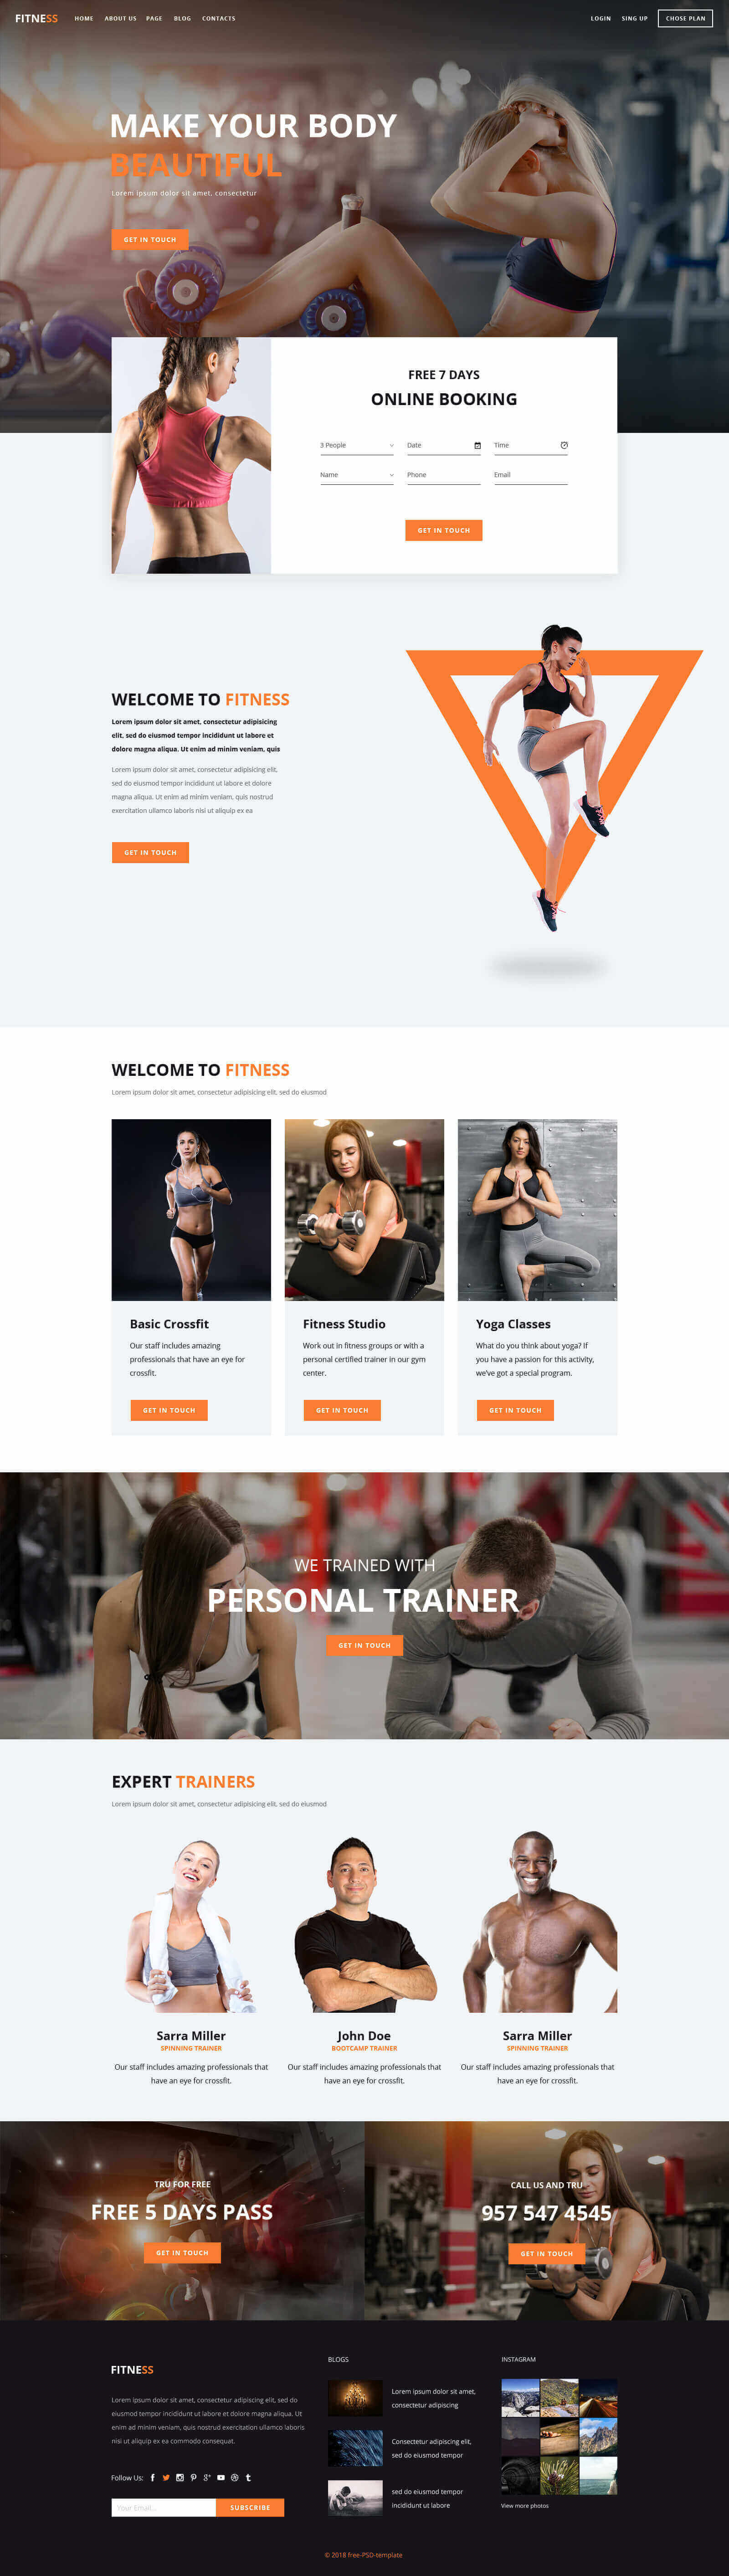 FITNESS HOME ABOUT US PAGE BLOG CONTACTS LOGIN SING UP CHOSE PLAN
MAKE YOUR BODY
BEAUTIFUL
Lorem ipsum dolor sit amet, consectetur
GET IN TOUCH
FREE 7 DAYS
ONLINE BOOKING
3 People Date Time
Name Phone Email
GET IN TOUCH
WELCOME TO FITNESS
Lorem ipsum dolor sit amet, consectetur adipisicing
elit, sed do eiusmod tempor incididunt ut labore et
dolore magna aliqua. Ut enim ad minim veniam, quis
Lorem ipsum dolor sit amet, consectetur adipisicing elit,
sed do eiusmod tempor incididunt ut labore et dolore
magna aliqua. Ut enim ad minim veniam, quis nostrud
exercitation ullamco laboris nisi ut aliquip ex ea
GET IN TOUCH
WELCOME TO FITNESS
Lorem ipsum dolor sit amet, consectetur adipisicing elit, sed do eiusmod
Basic Crossfit
Our staff includes amazing
professionals that have an eye for
crossfit.
GET IN TOUCH
Fitness Studio
Work out in fitness groups or with a
personal certified trainer in our gym
center.
GET IN TOUCH
Yoga Classes
What do you think about yoga? If
you have a passion for this activity,
we've got a special program.
GET IN TOUCH
WE TRAINED WITH
PERSONAL TRAINER
GET IN TOUCH
EXPERT TRAINERS
Lorem ipsum dolor sit amet, consectetur adipisicing elit, sed do eiusmod
Sarra Miller
SPINNING TRAINER
Our staff includes amazing professionals that
have an eye for crossfit.
John Doe
BOOTCAMP TRAINER
Our staff includes amazing professionals that
have an eye for crossfit.
Sarra Miller
SPINNING TRAINER
Our staff includes amazing professionals that
have an eye for crossfit.
TRU FOR FREE
FREE 5 DAYS PASS
GET IN TOUCH
CALL US AND TRU
957 547 4545
GET IN TOUCH
FITNESS
Lorem ipsum dolor sit amet, consectetur adipisicing elit, sed do
eiusmod tempor incididunt ut labore et dolore magna aliqua. Ut
enim ad minim veniam, quis nostrud exercitation ullamco laboris
nisi ut aliquip ex ea commodo consequat.
Follow Us:
Your Email... SUBSCRIBE
BLOGS
Lorem ipsum dolor sit amet,
consectetur adipiscing
Consectetur adipiscing elit,
sed do eiusmod tempor
sed do eiusmod tempor
incididunt ut labore
INSTAGRAM
View more photos
© 2018 free-PSD-template